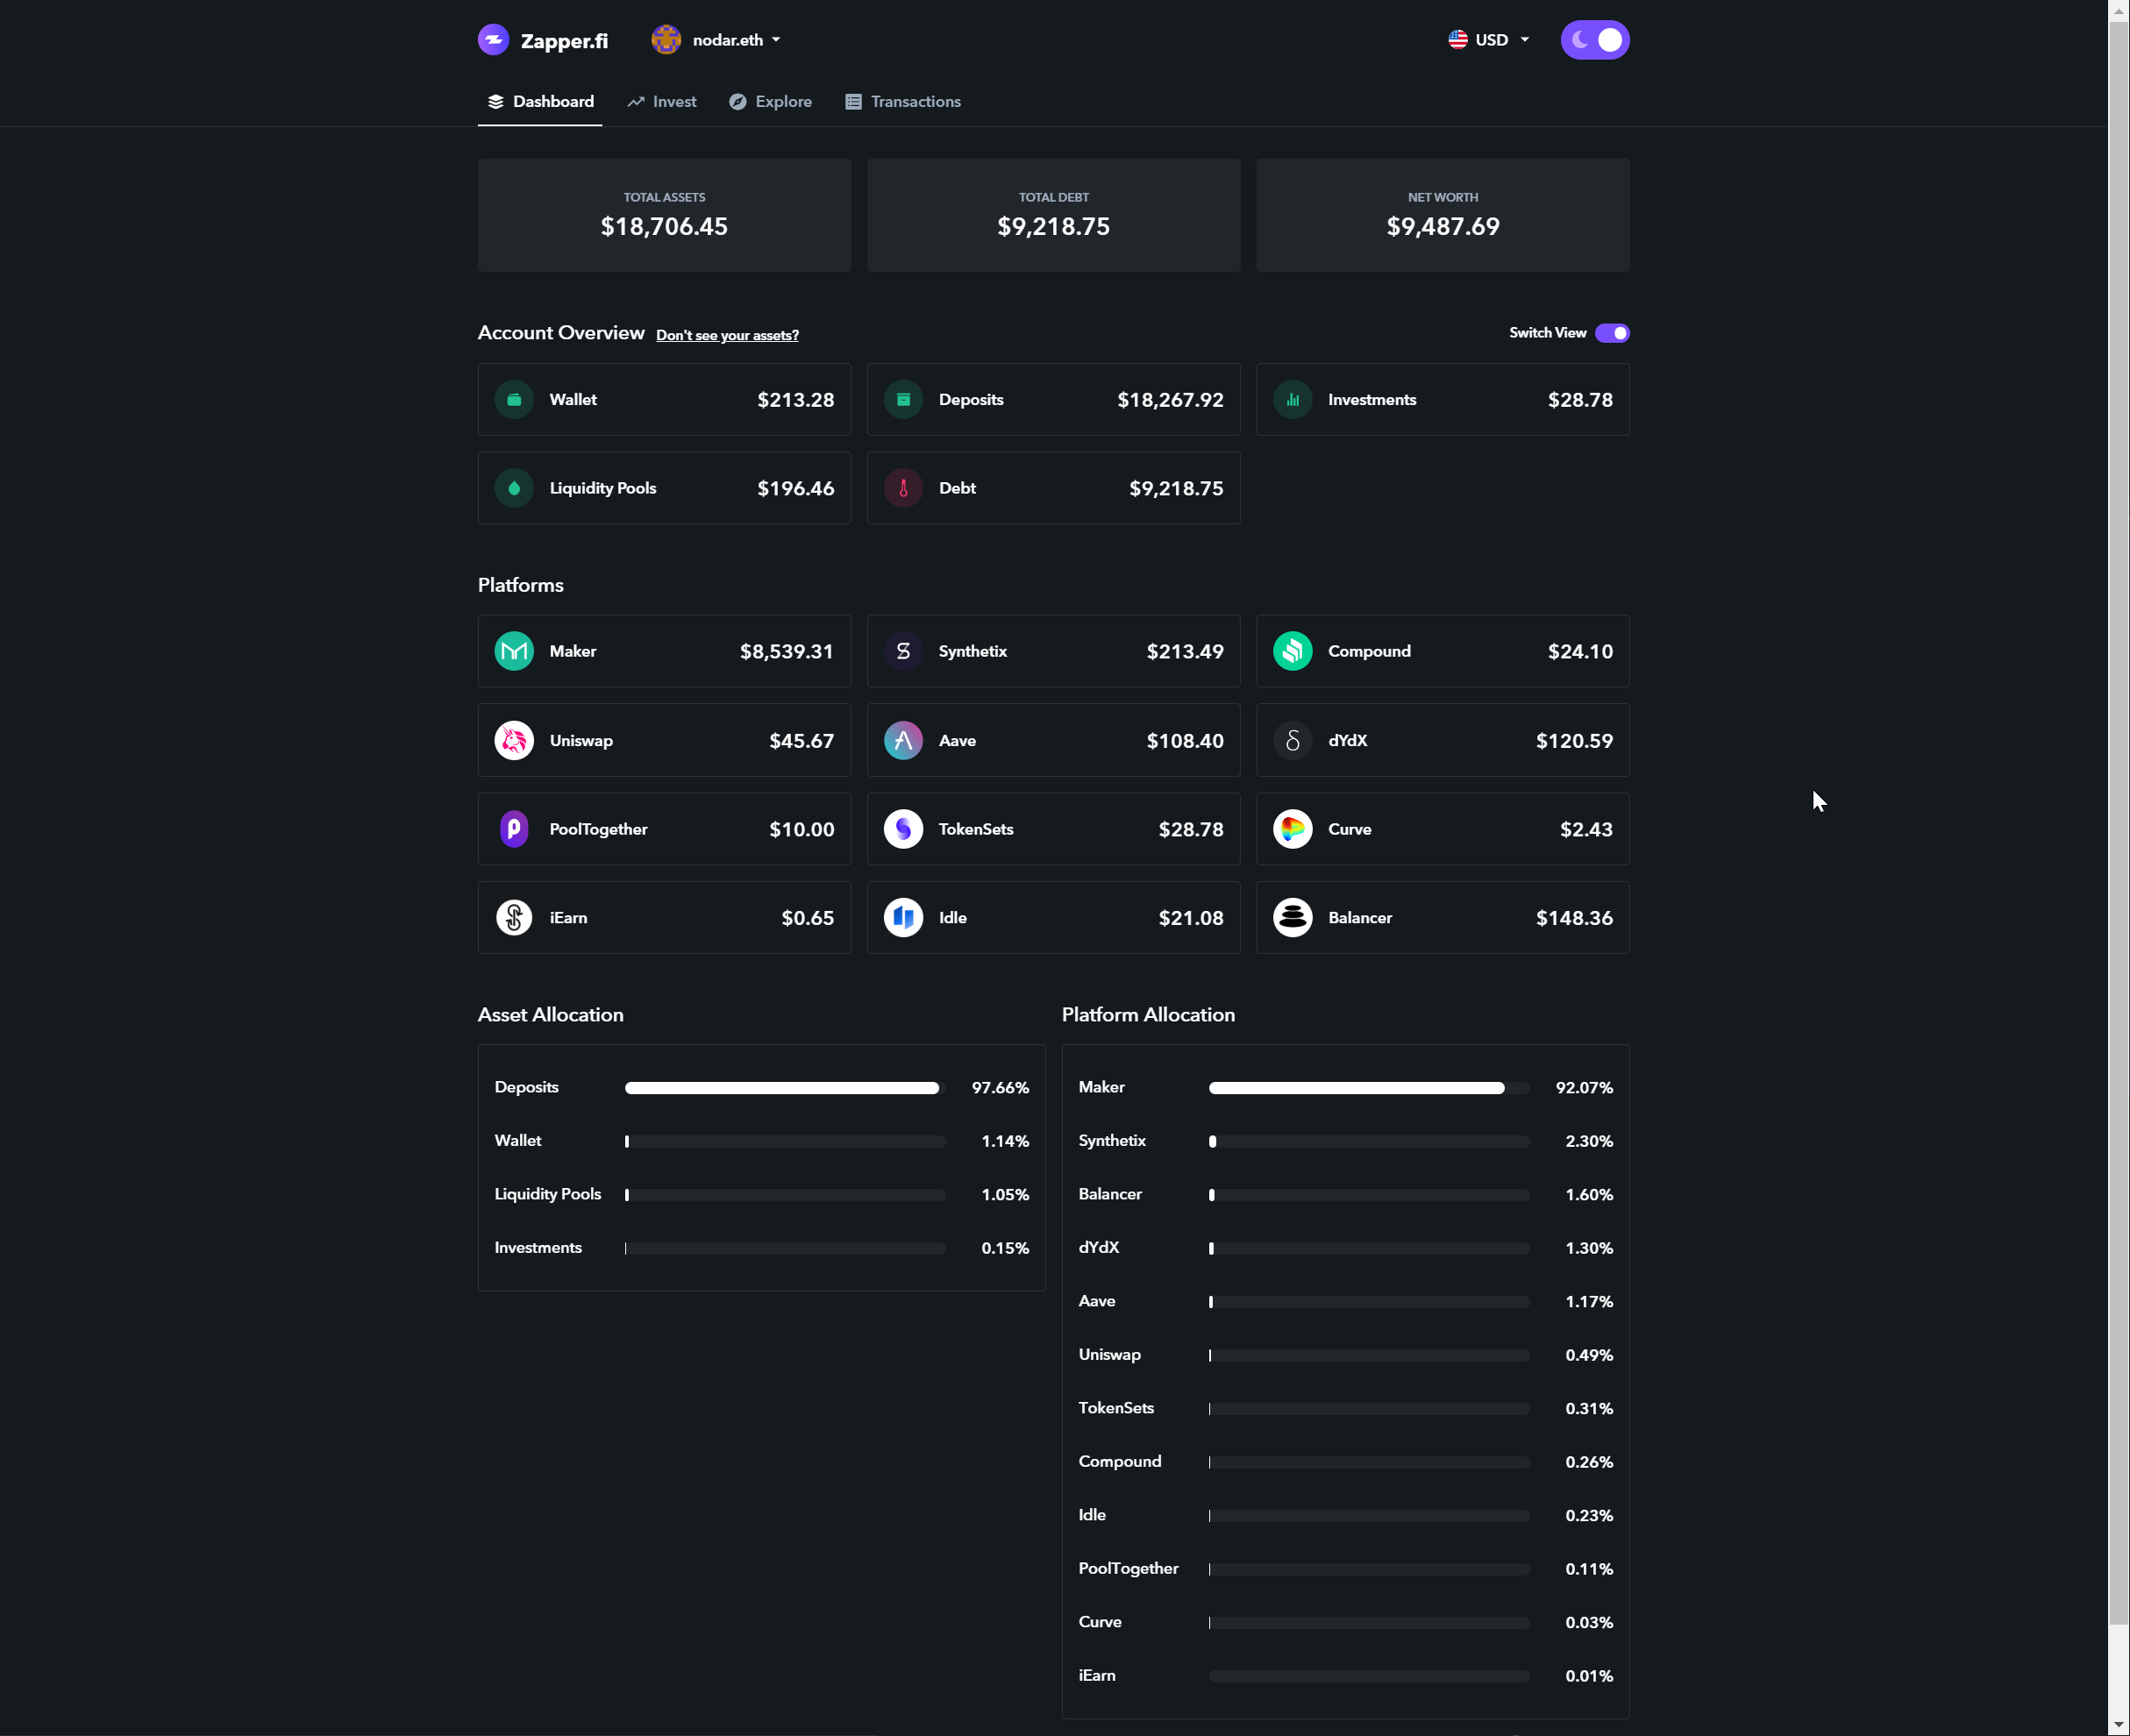 Zapper.fi nodar.eth USD
Dashboard Invest Explore Transactions
TOTAL ASSETS
$18,706.45
TOTAL DEBT
$9,218.75
NET WORTH
$9,487.69
Account Overview Don't see your assets? Switch View
Wallet $213.28
Deposits $18,267.92
Investments $28.78
Liquidity Pools $196.46
Debt $9,218.75
Platforms
Maker $8,539.31
Synthetix $213.49
Compound $24.10
Uniswap $45.67
Aave $108.40
dYdX $120.59
PoolTogether $10.00
TokenSets $28.78
Curve $2.43
iEarn $0.65
Idle $21.08
Balancer $148.36
Asset Allocation
Deposits 97.66%
Wallet 1.14%
Liquidity Pools 1.05%
Investments 0.15%
Platform Allocation
Maker 92.07%
Synthetix 2.30%
Balancer 1.60%
dYdX 1.30%
Aave 1.17%
Uniswap 0.49%
TokenSets 0.31%
Compound 0.26%
Idle 0.23%
PoolTogether 0.11%
Curve 0.03%
iEarn 0.01%